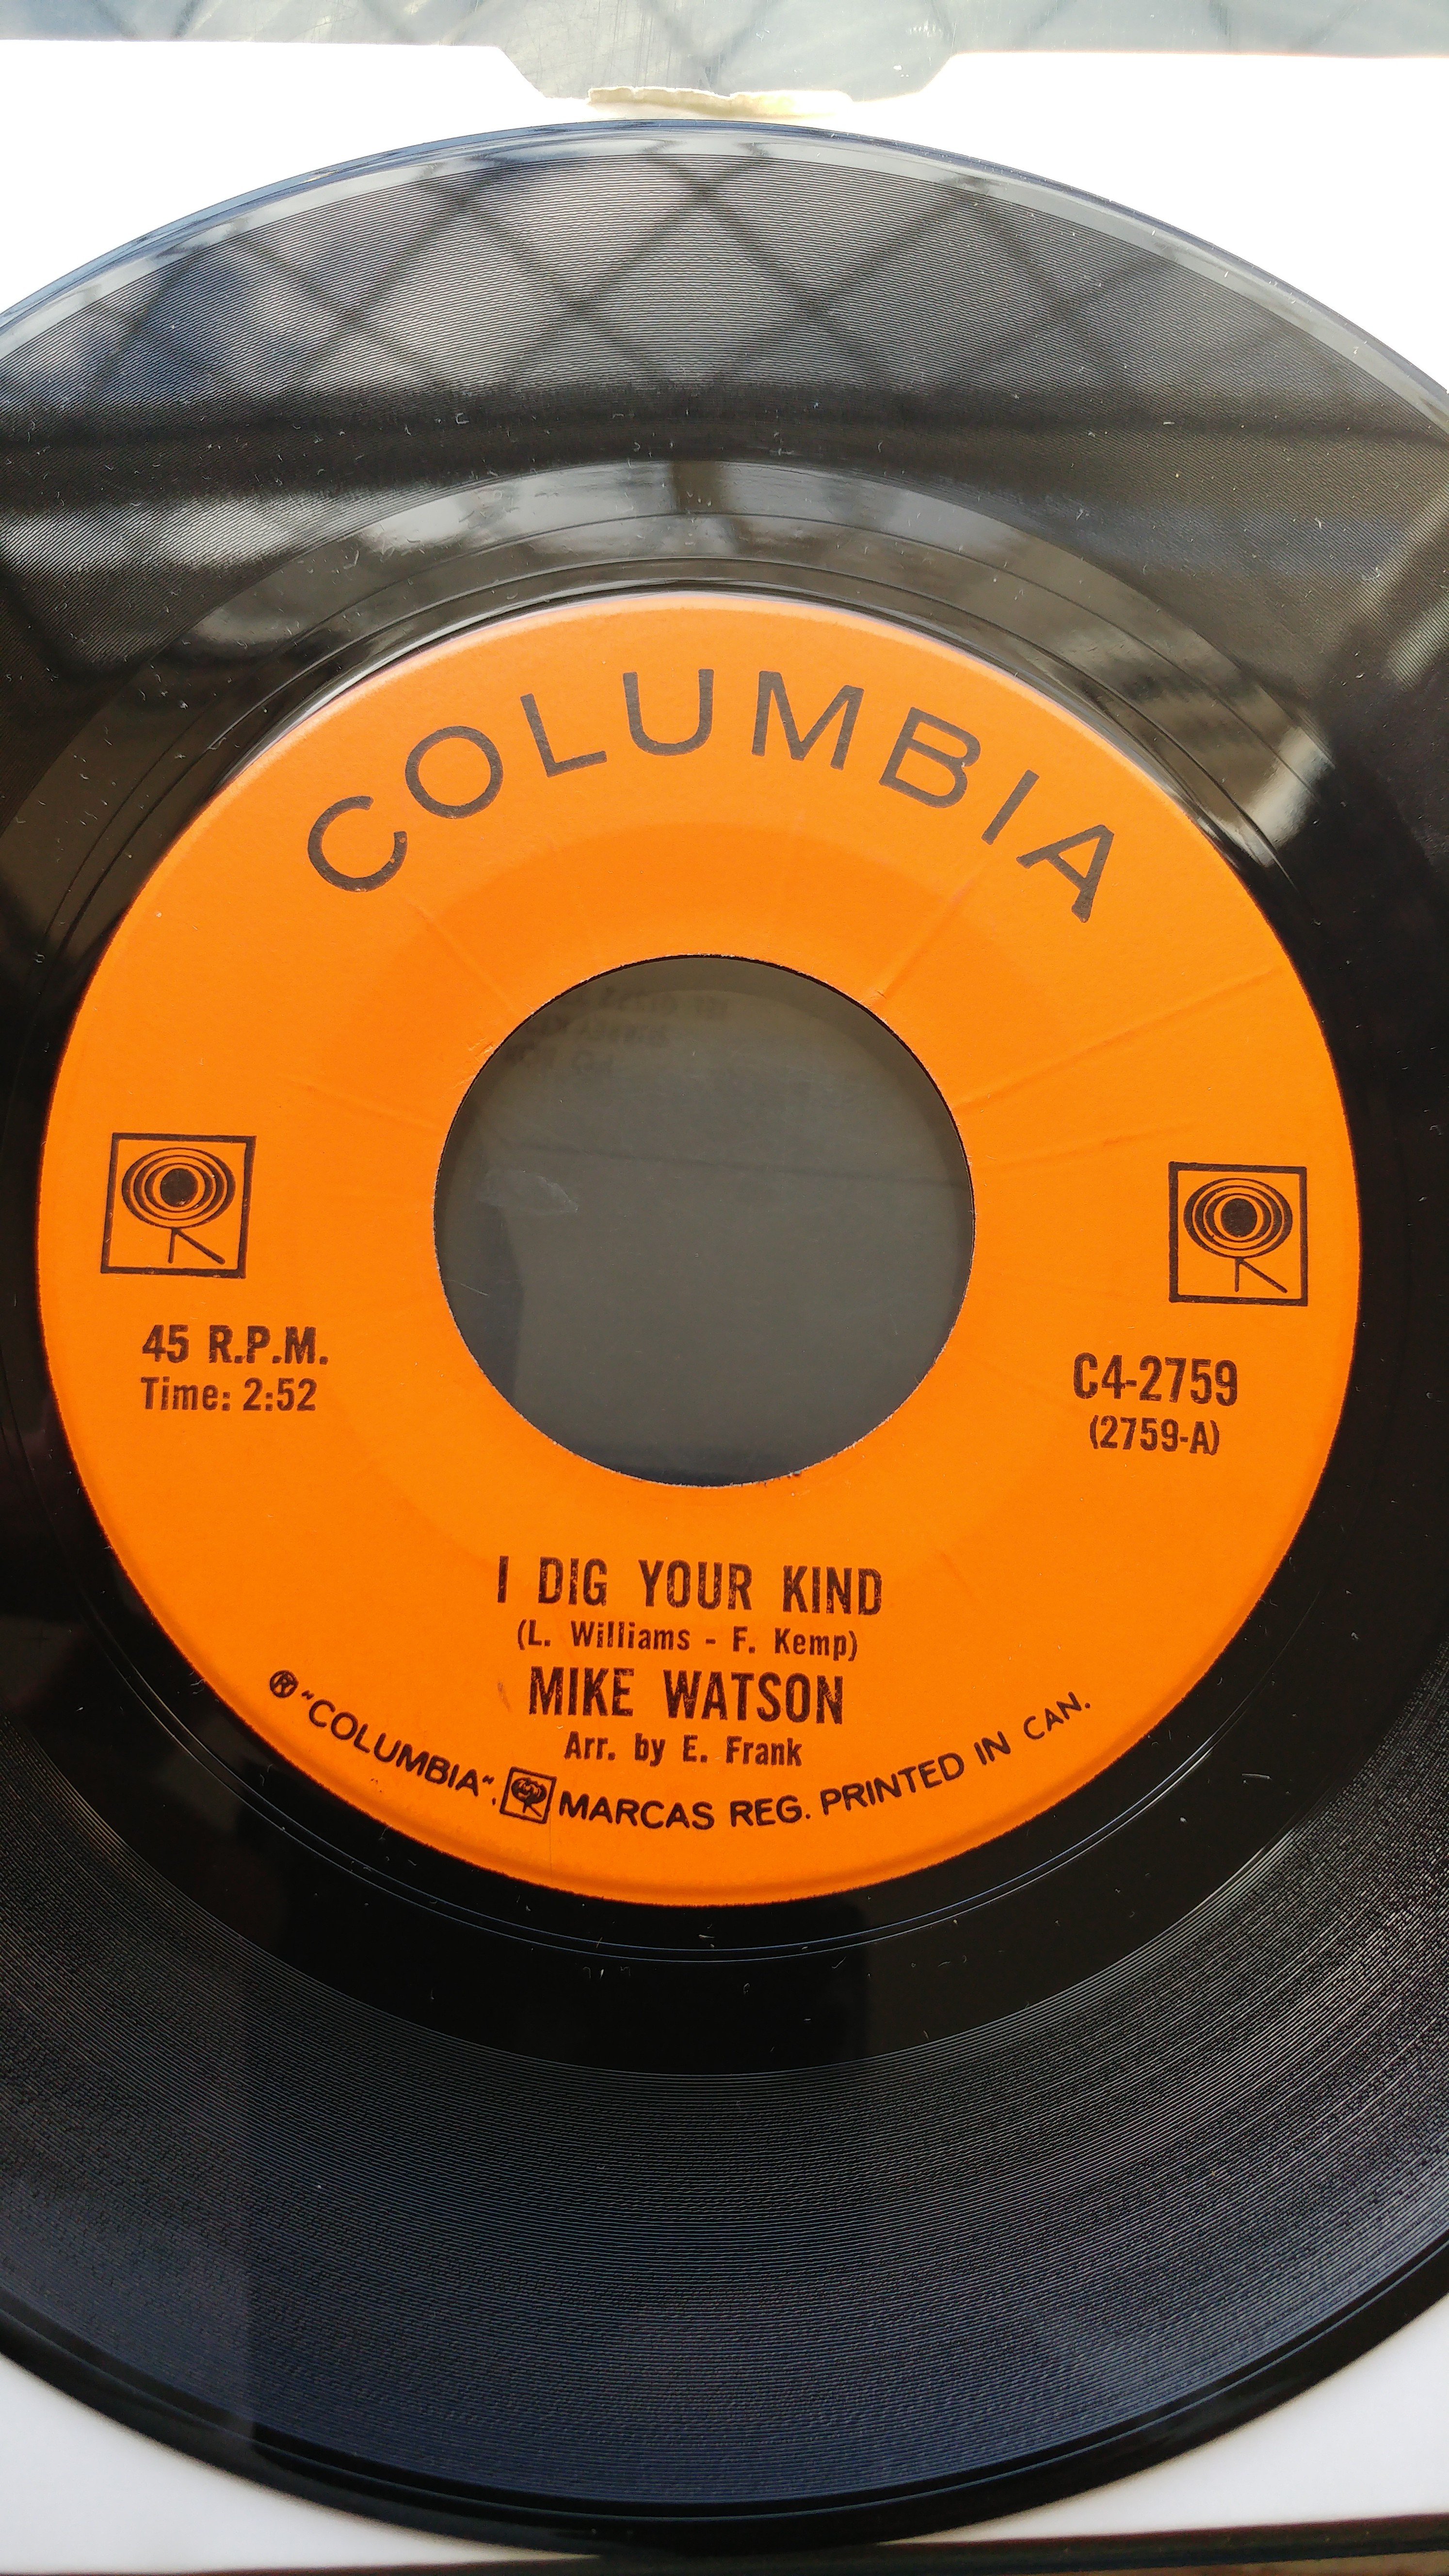 COLUMBIA
45 R.P.M.
Time: 2:52
C4-2759
(2759-A)
I DIG YOUR KIND
(L. Williams - F. Kemp)
MIKE WATSON
Arr. by E. Frank
® "COLUMBIA", MARCAS REG. PRINTED IN CAN.